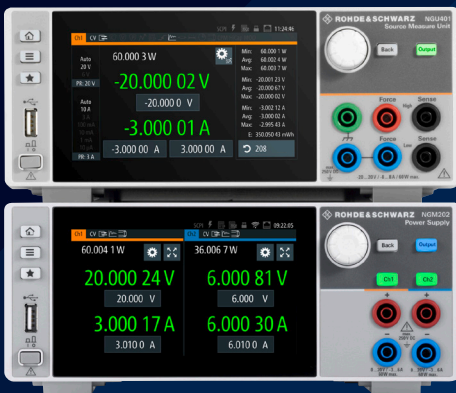 SCPI 11:24:46
Ch1 CV
Auto
20 V
PR: 20 V
Auto
10 A
PR: 3 A
60.000 3 W
-20.000 02 V
-20.000 0 V
-3.000 01 A
-3.000 00 A 3.000 00 A
Min: 60.000 1 W
Avg: 60.002 4 W
Max: 60.003 7 W
Min: -20.001 23 V
Avg: -20.000 67 V
Max: -20.000 02 V
Min: -3.002 12 A
Avg: -3.000 02 A
Max: -2.995 43 A
E: 350.050 43 mWh
208
ROHDE&SCHWARZ NGU401
Source Measure Unit
Back Output
Force Sense
High
Force Sense
Low
SCPI 09:22:05
Ch1 CV
Ch2 CV
60.004 1 W
20.000 24 V
20.000 V
3.000 17 A
3.010 0 A
36.006 7 W
6.000 81 V
6.000 V
6.000 30 A
6.010 0 A
ROHDE&SCHWARZ NGM202
Power Supply
Back Output
Ch1 Ch2